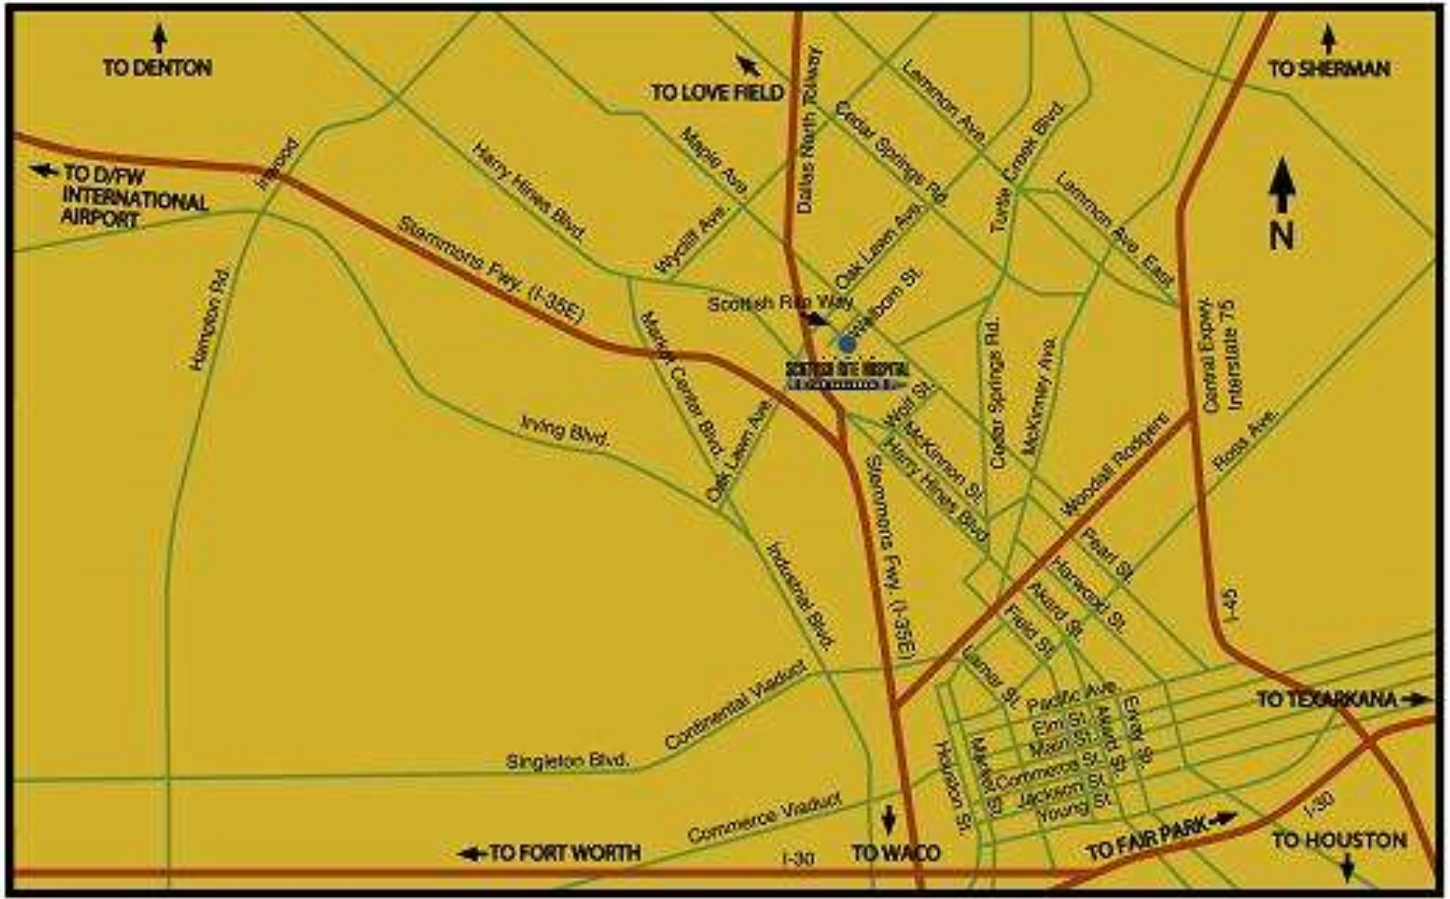 TO DENTON
TO LOVE FIELD
TO SHERMAN
TO D/FW
INTERNATIONAL
AIRPORT
Inwood
Harry Hines Blvd.
Maple Ave.
Dallas North Tollway
Lemmon Ave.
Cedar Springs Rd.
Turtle Creek Blvd.
Lemmon Ave. East
N
Stemmons Fwy. (I-35E)
Wycliff Ave.
Oak Lawn Ave.
Welborn St.
Scottish Rite Way
Hampton Rd.
Market Center Blvd.
SCOTTISH RITE HOSPITAL
Cedar Springs Rd.
McKinney Ave.
Central Expwy.
Interstate 75
Irving Blvd.
Oak Lawn Ave.
Wolf St.
McKinnon St.
Harry Hines Blvd.
Woodall Rodgers
Ross Ave.
Stemmons Fwy. (I-35E)
Industrial Blvd.
Pearl St.
Harwood St.
Akard St.
Field St.
Lamar St.
I-45
Continental Viaduct
Pacific Ave.
Elm St.
Main St.
Commerce St.
Jackson St.
Young St.
Akard St.
Ervay St.
Houston St.
Market St.
TO TEXARKANA
Singleton Blvd.
Commerce Viaduct
TO FORT WORTH
I-30
TO WACO
TO FAIR PARK
I-30
TO HOUSTON